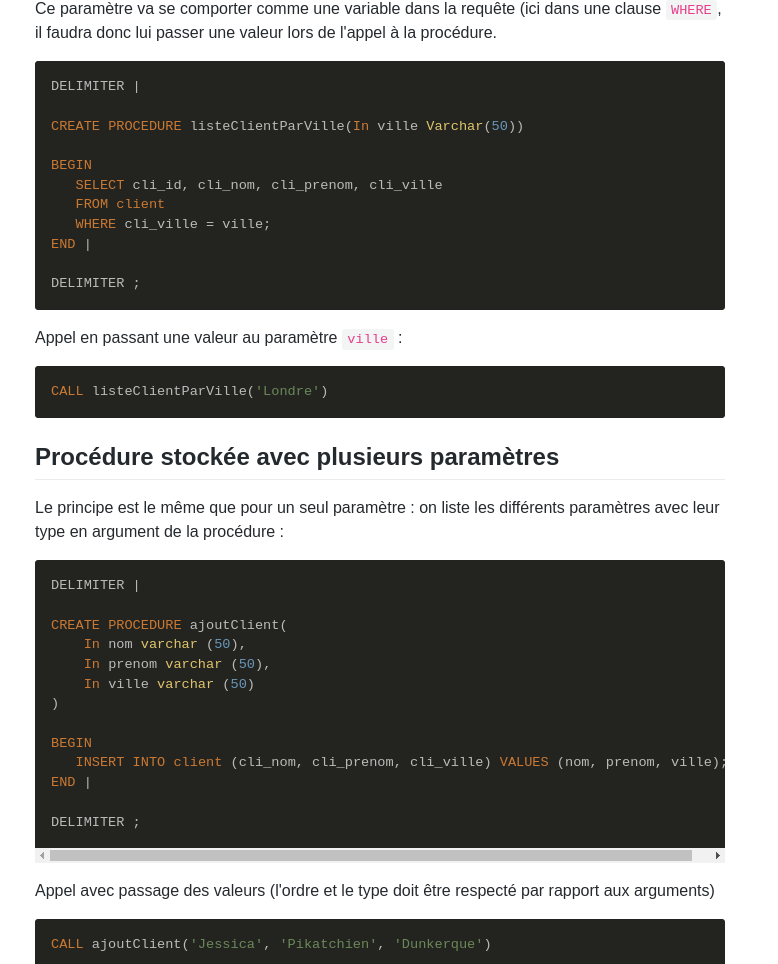 Ce paramètre va se comporter comme une variable dans la requête (ici dans une clause WHERE,
il faudra donc lui passer une valeur lors de l'appel à la procédure.
DELIMITER |
CREATE PROCEDURE listeClientParVille(In ville Varchar(50))
BEGIN
SELECT cli_id, cli_nom, cli_prenom, cli_ville
FROM client
WHERE cli_ville = ville;
END |
DELIMITER ;
Appel en passant une valeur au paramètre ville :
CALL listeClientParVille('Londre')
Procédure stockée avec plusieurs paramètres
Le principe est le même que pour un seul paramètre : on liste les différents paramètres avec leur
type en argument de la procédure :
DELIMITER |
CREATE PROCEDURE ajoutClient(
In nom varchar (50),
In prenom varchar (50),
In ville varchar (50)
)
BEGIN
INSERT INTO client (cli_nom, cli_prenom, cli_ville) VALUES (nom, prenom, ville);
END |
DELIMITER ;
Appel avec passage des valeurs (l'ordre et le type doit être respecté par rapport aux arguments)
CALL ajoutClient('Jessica', 'Pikatchien', 'Dunkerque')